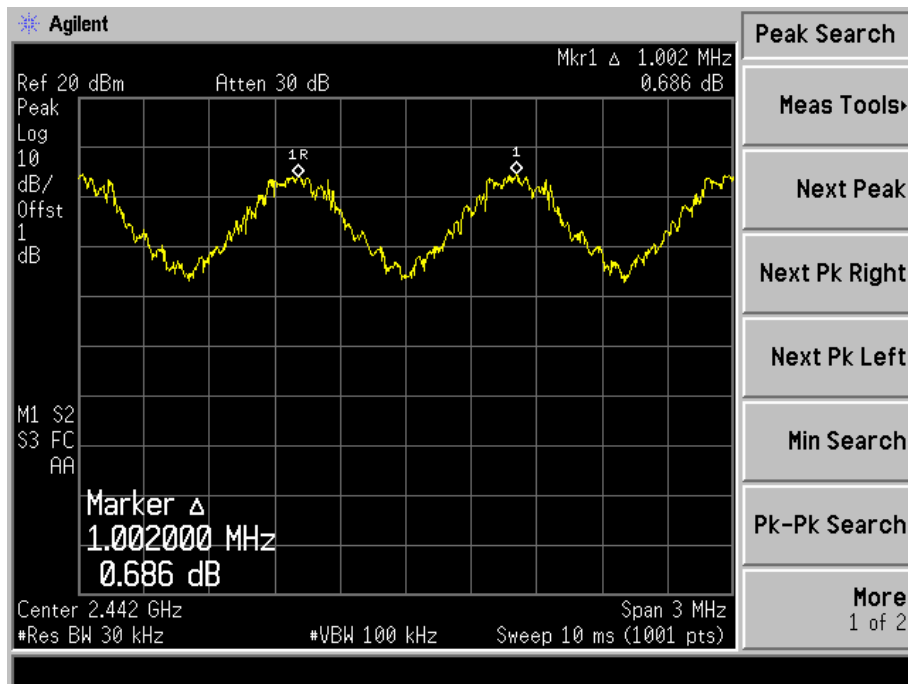 Agilent
Peak Search
Mkr1 Δ 1.002 MHz
Ref 20 dBm Atten 30 dB 0.686 dB
Peak
Log
10
dB/
Offst
1
dB
1R
1
Meas Tools▸
Next Peak
Next Pk Right
Next Pk Left
M1 S2
S3 FC
AA
Min Search
Marker Δ
1.002000 MHz
0.686 dB
Pk-Pk Search
Center 2.442 GHz Span 3 MHz
#Res BW 30 kHz #VBW 100 kHz Sweep 10 ms (1001 pts)
More
1 of 2